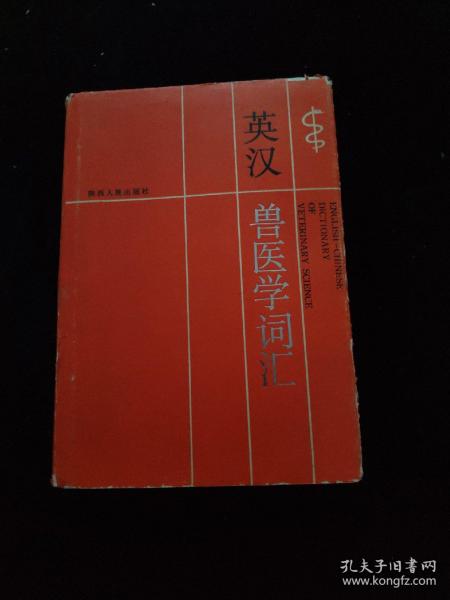 英汉
兽医学词汇
ENGLISH-CHINESE
DICTIONARY
OF
VETERINARY SCIENCE
陕西人民出版社
孔夫子旧书网
www.kongfz.com